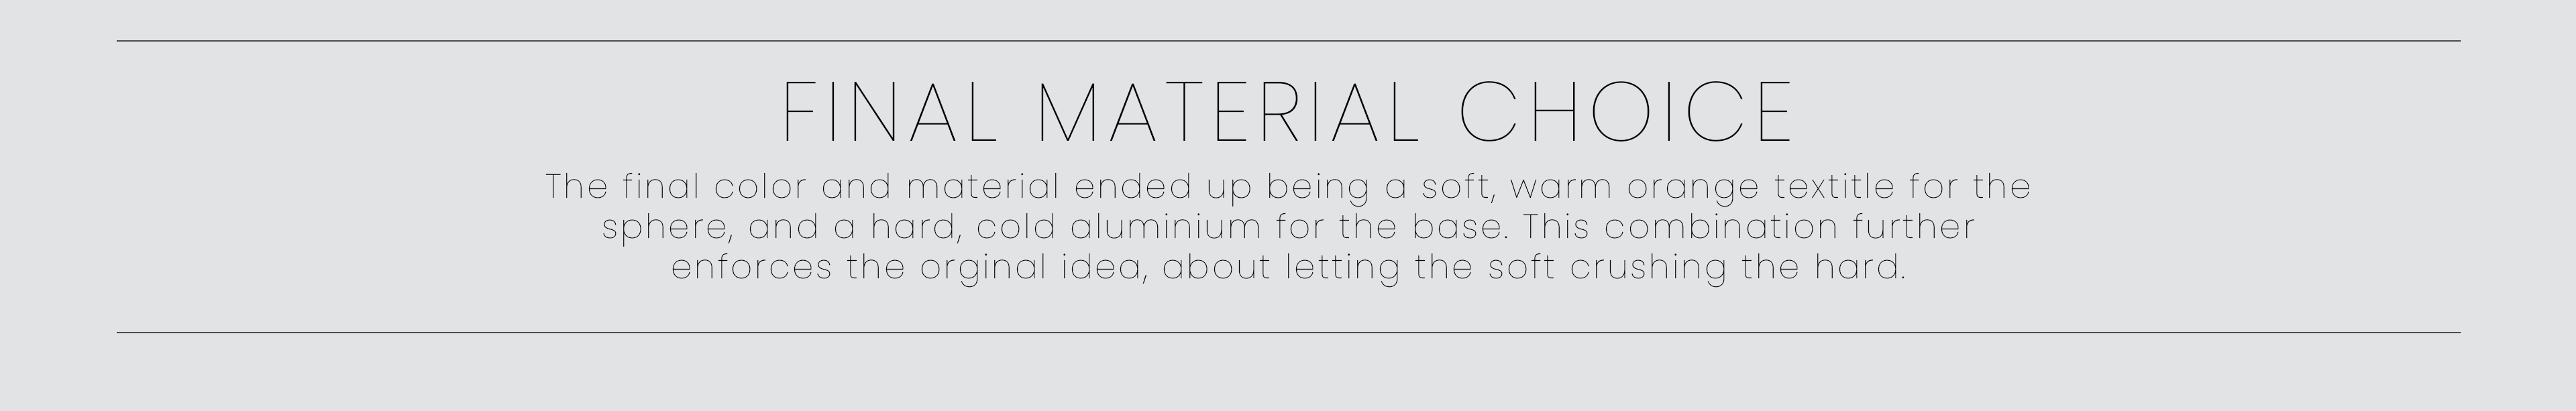 FINAL MATERIAL CHOICE
The final color and material ended up being a soft, warm orange textitle for the
sphere, and a hard, cold aluminium for the base. This combination further
enforces the orginal idea, about letting the soft crushing the hard.